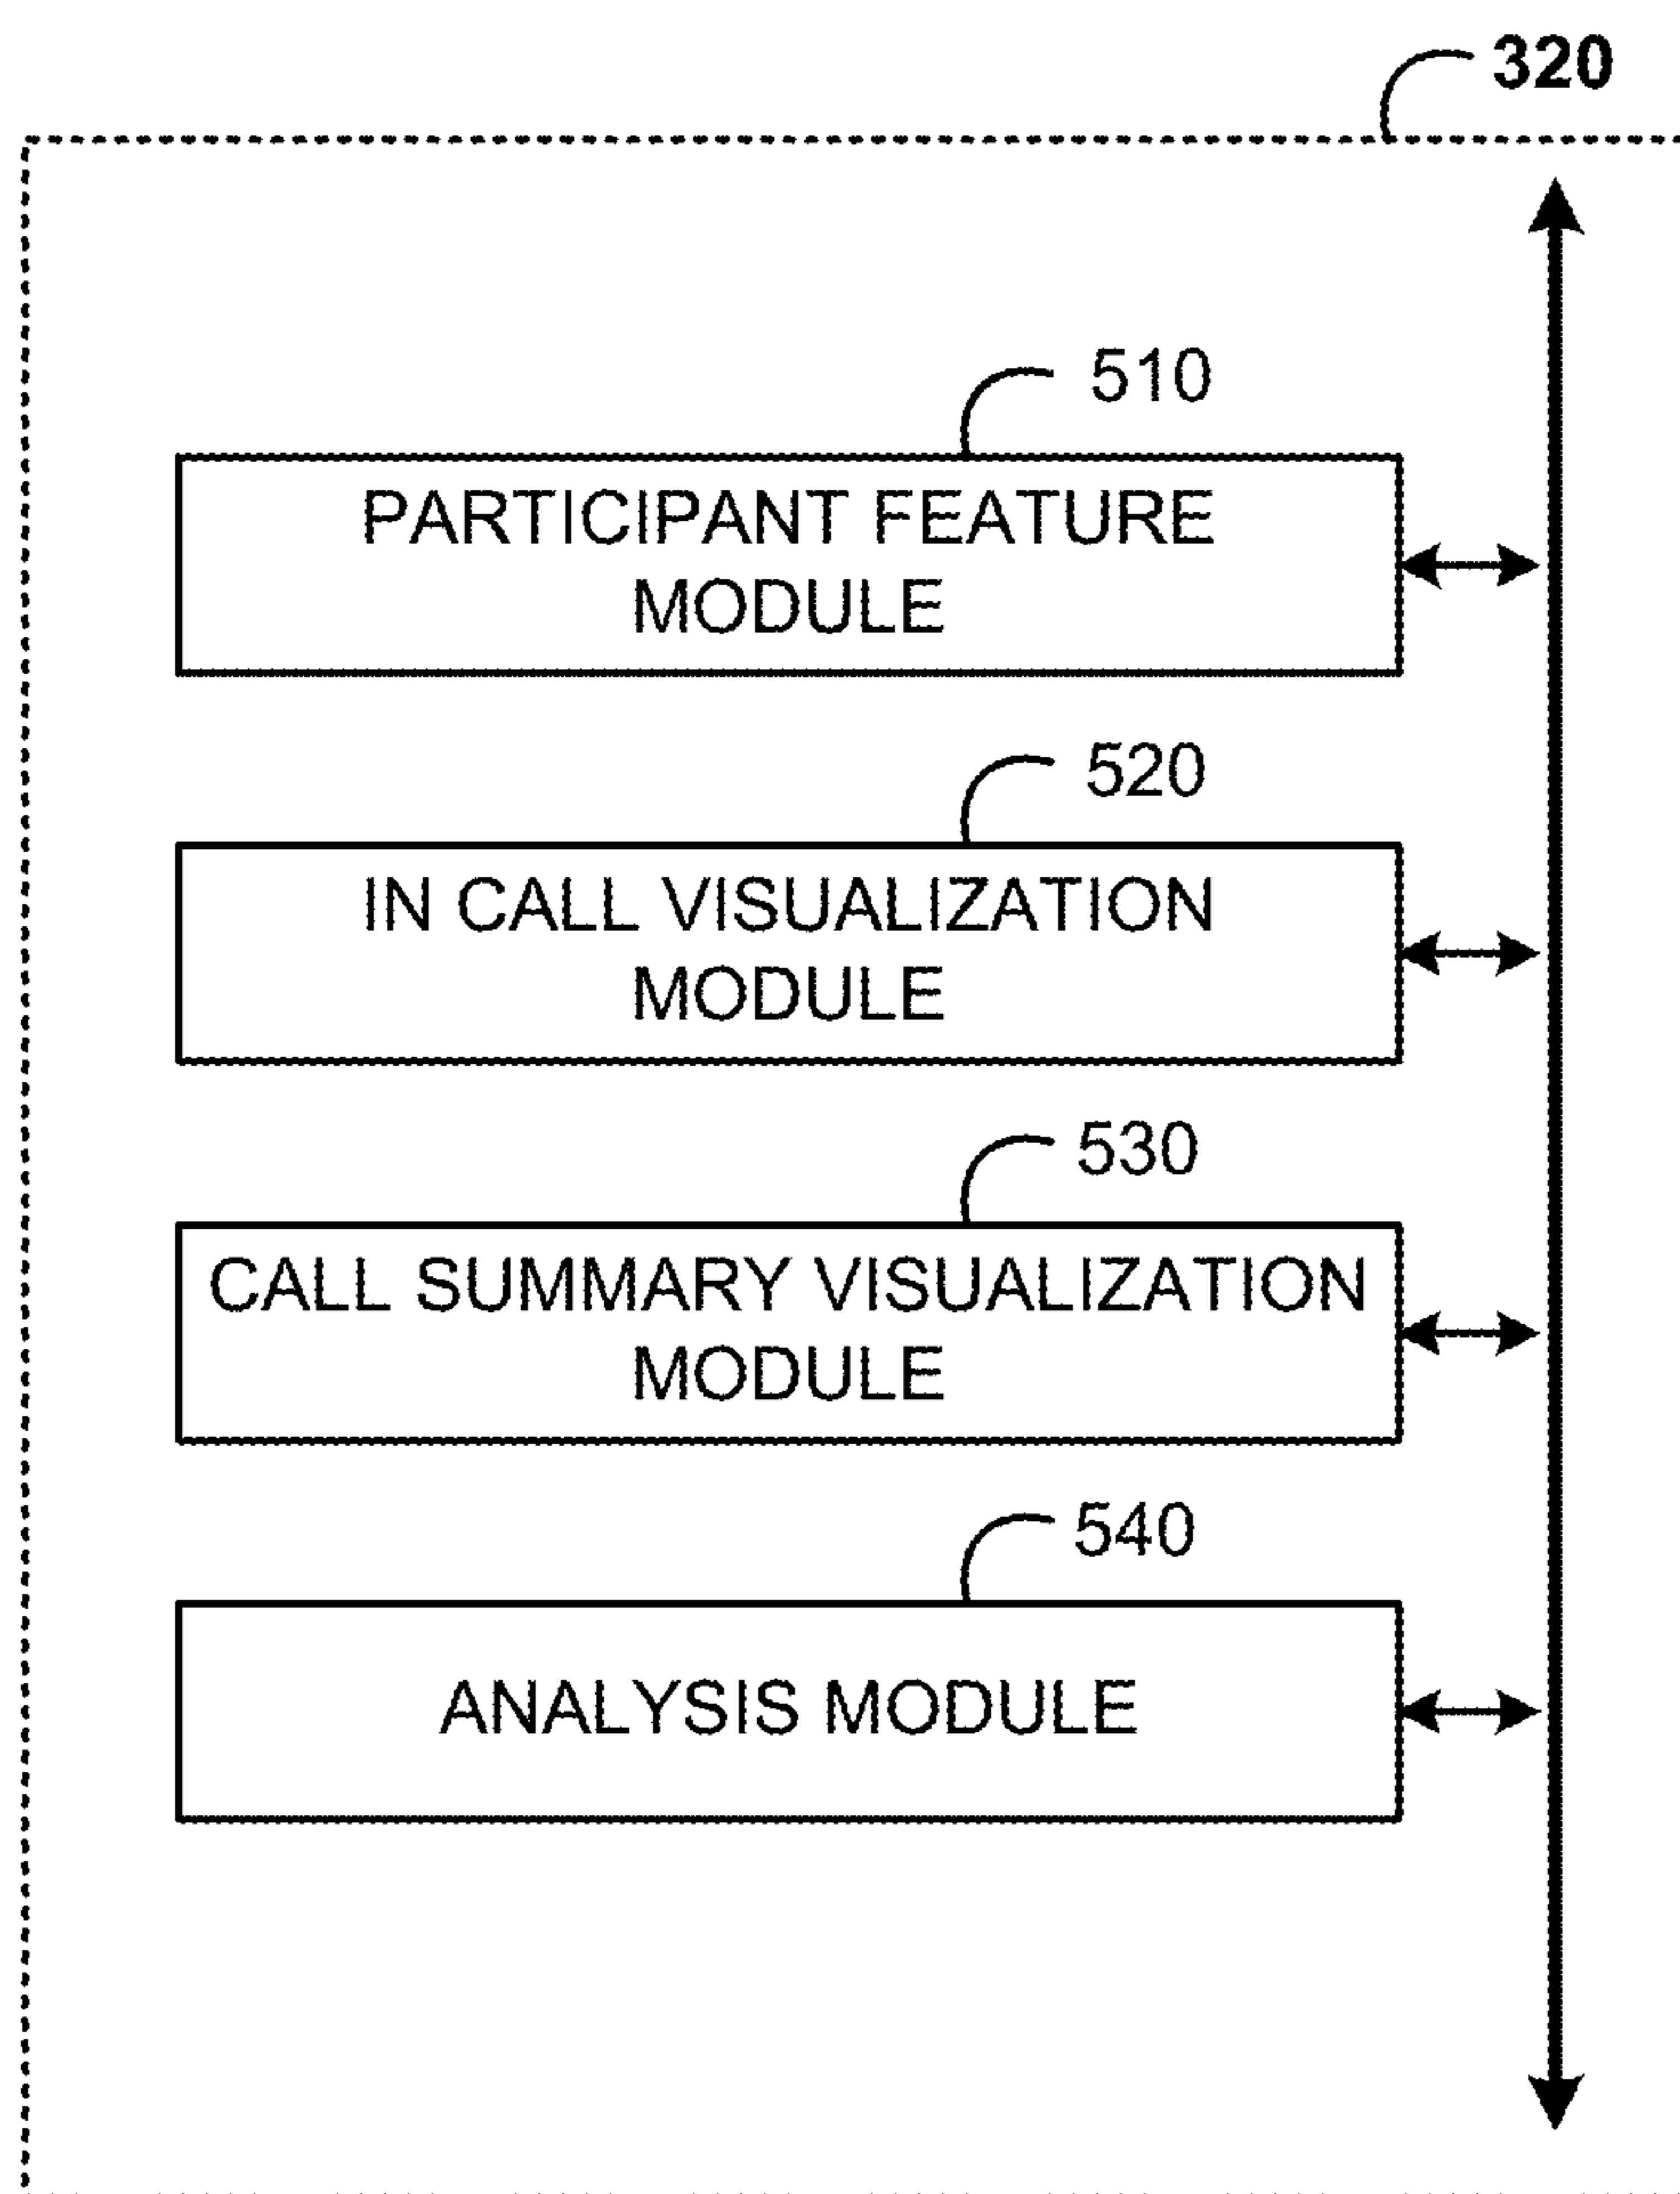 320
510
PARTICIPANT FEATURE
MODULE
520
IN CALL VISUALIZATION
MODULE
530
CALL SUMMARY VISUALIZATION
MODULE
540
ANALYSIS MODULE